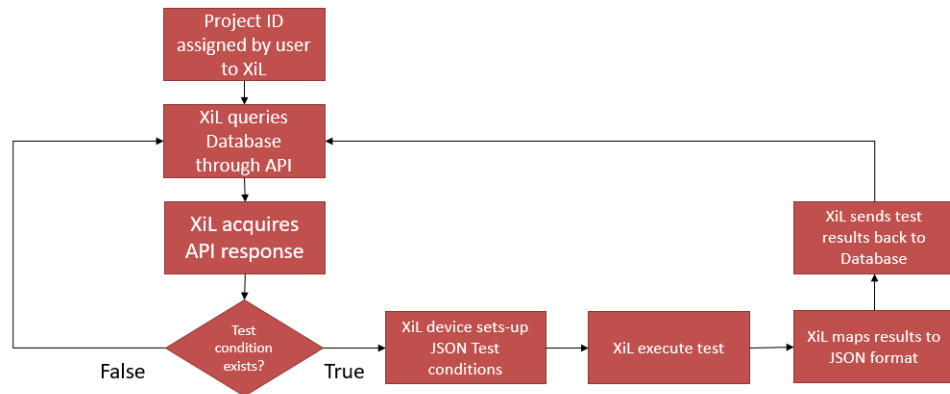 Project ID
assigned by user
to XiL
XiL queries
Database
through API
XiL acquires
API response
XiL sends test
results back to
Database
Test
condition
exists?
False
True
XiL device sets-up
JSON Test
conditions
XiL execute test
XiL maps results to
JSON format